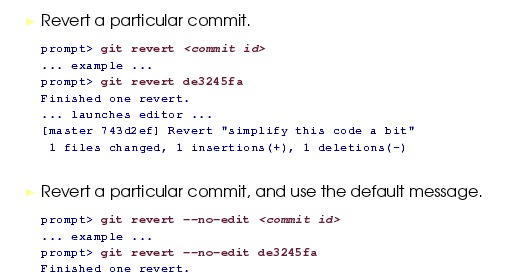 Revert a particular commit.
prompt> git revert <commit id>
... example ...
prompt> git revert de3245fa
Finished one revert.
... launches editor ...
[master 743d2ef] Revert "simplify this code a bit"
1 files changed, 1 insertions(+), 1 deletions(-)
Revert a particular commit, and use the default message.
prompt> git revert --no-edit <commit id>
... example ...
prompt> git revert --no-edit de3245fa
Finished one revert.